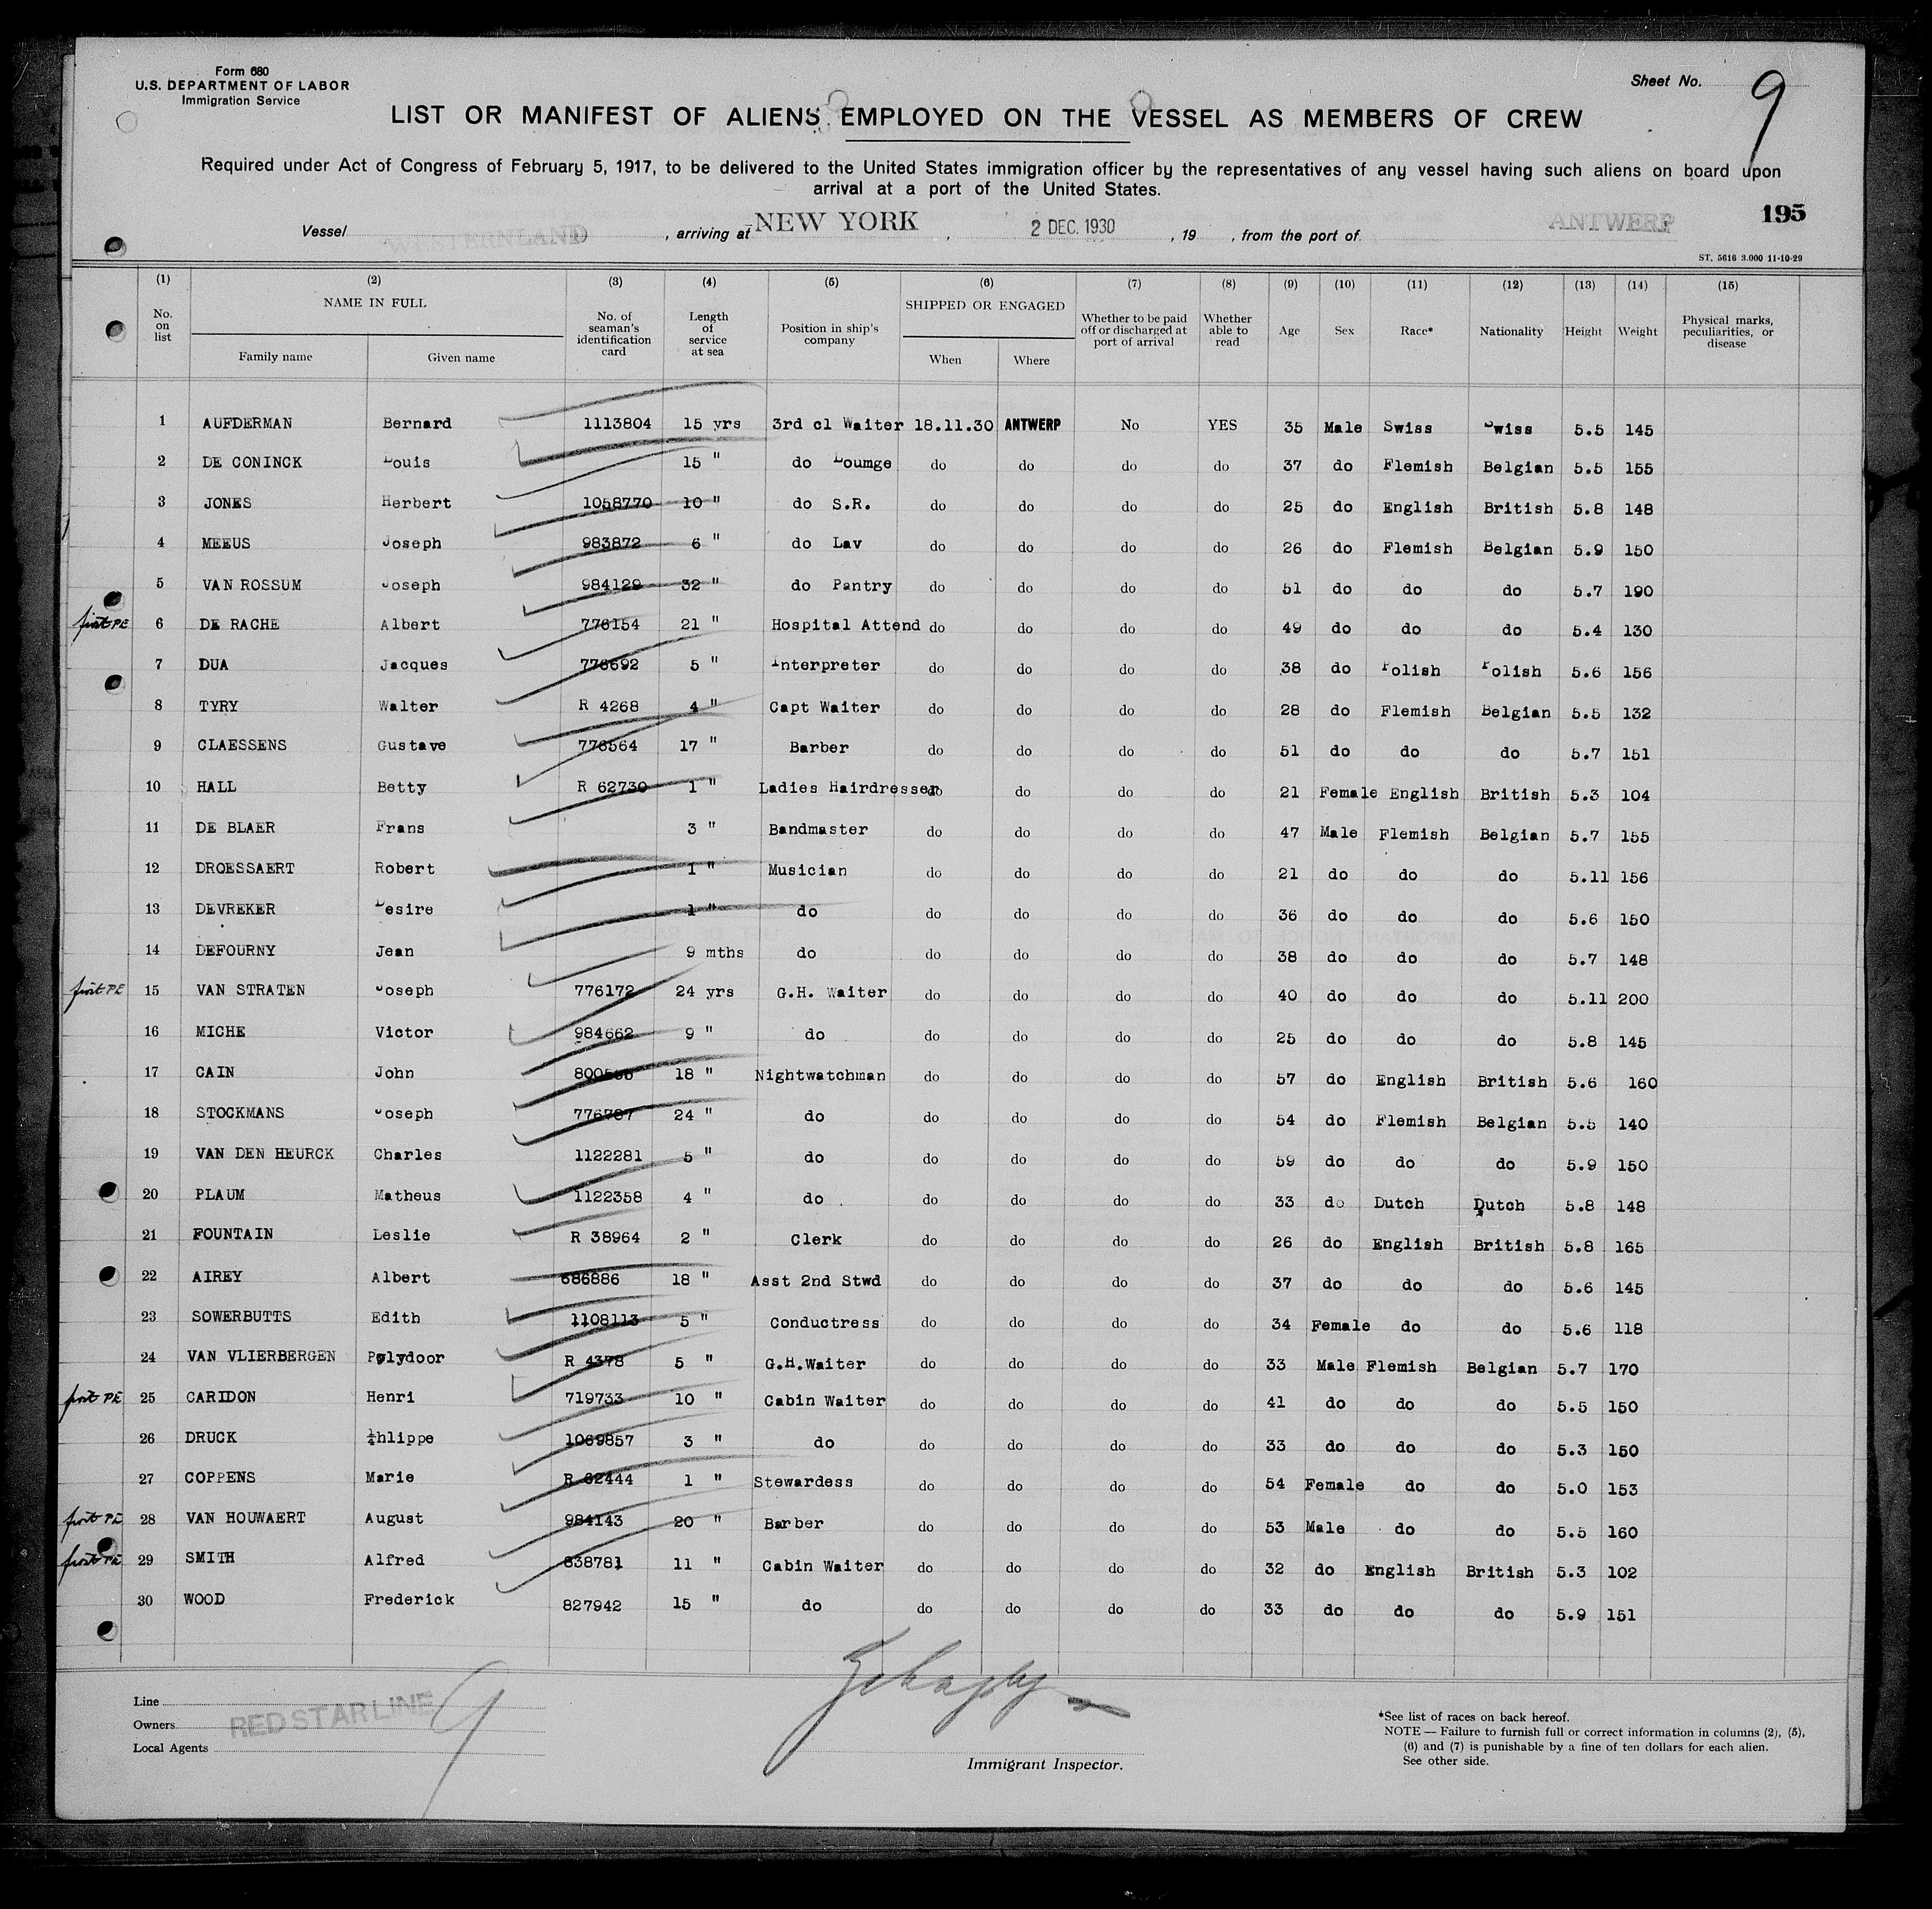 Form 680
U.S. DEPARTMENT OF LABOR
Immigration Service
Sheet No. 9
LIST OR MANIFEST OF ALIENS EMPLOYED ON THE VESSEL AS MEMBERS OF CREW
Required under Act of Congress of February 5, 1917, to be delivered to the United States immigration officer by the representatives of any vessel having such aliens on board upon
arrival at a port of the United States.
195
Vessel WESTERNLAND, arriving at NEW YORK, 2 DEC. 1930, 19 , from the port of ANTWERP
ST. 5616 3.000 11-10-29
(1) (2) (3) (4) (5) (6) (7) (8) (9) (10) (11) (12) (13) (14) (15)
No. on list NAME IN FULL Family name Given name No. of seaman's identification card Length of service at sea Position in ship's company SHIPPED OR ENGAGED When Where Whether to be paid off or discharged at port of arrival Whether able to read Age Sex Race* Nationality Height Weight Physical marks, peculiarities, or disease
1 AUFDERMAN Bernard 1113804 15 yrs 3rd cl Waiter 18.11.30 ANTWERP No YES 35 Male Swiss Swiss 5.5 145
2 DE CONINCK Louis 15 " do Loumge do do do do 37 do Flemish Belgian 5.5 155
3 JONES Herbert 1058770 10 " do S.R. do do do do 25 do English British 5.8 148
4 MEEUS Joseph 983872 6 " do Lav do do do do 26 do Flemish Belgian 5.9 150
5 VAN ROSSUM Joseph 984129 32 " do Pantry do do do do 51 do do do 5.7 190
6 DE RACHE Albert 776154 21 " Hospital Attend do do do do 49 do do do 5.4 130
7 DUA Jacques 776692 5 " Interpreter do do do do 38 do Polish Polish 5.6 156
8 TYRY Walter R 4268 4 " Capt Waiter do do do do 28 do Flemish Belgian 5.5 132
9 CLAESSENS Gustave 776564 17 " Barber do do do do 51 do do do 5.7 151
10 HALL Betty R 62730 1 " Ladies Hairdresser do do do do 21 Female English British 5.3 104
11 DE BLAER Frans 3 " Bandmaster do do do do 47 Male Flemish Belgian 5.7 155
12 DROESSAERT Robert 1 " Musician do do do do 21 do do do 5.11 156
13 DEVREKER Desire 1 " do do do do do 36 do do do 5.6 150
14 DEFOURNY Jean 9 mths do do do do do 38 do do do 5.7 148
15 VAN STRATEN Joseph 776172 24 yrs G.H. Waiter do do do do 40 do do do 5.11 200
16 MICHE Victor 984662 9 " do do do do do 25 do do do 5.8 145
17 CAIN John 18 " Nightwatchman do do do do 57 do English British 5.6 160
18 STOCKMANS Joseph 776787 24 " do do do do do 54 do Flemish Belgian 5.5 140
19 VAN DEN HEURCK Charles 1122281 5 " do do do do do 59 do do do 5.9 150
20 PLAUM Matheus 1122358 4 " do do do do do 33 do Dutch Dutch 5.8 148
21 FOUNTAIN Leslie R 38964 2 " Clerk do do do do 26 do English British 5.8 165
22 AIREY Albert 686886 18 " Asst 2nd Stwd do do do do 37 do do do 5.6 145
23 SOWERBUTTS Edith 1108113 5 " Conductress do do do do 34 Female do do 5.6 118
24 VAN VLIERBERGEN Polydoor R 4378 5 " G.H.Waiter do do do do 33 Male Flemish Belgian 5.7 170
25 CARIDON Henri 719733 10 " Cabin Waiter do do do do 41 do do do 5.5 150
26 DRUCK hlippe 1069857 3 " do do do do do 33 do do do 5.3 150
27 COPPENS Marie R 62444 1 " Stewardess do do do do 54 Female do do 5.0 153
28 VAN HOUWAERT August 984143 20 " Barber do do do do 53 Male do do 5.5 160
29 SMITH Alfred 838781 11 " Cabin Waiter do do do do 32 do English British 5.3 102
30 WOOD Frederick 827942 15 " do do do do do 33 do do do 5.9 151
Line
Owners RED STAR LINE
Local Agents
9
Immigrant Inspector.
*See list of races on back hereof.
NOTE — Failure to furnish full or correct information in columns (2), (5),
(6) and (7) is punishable by a fine of ten dollars for each alien.
See other side.